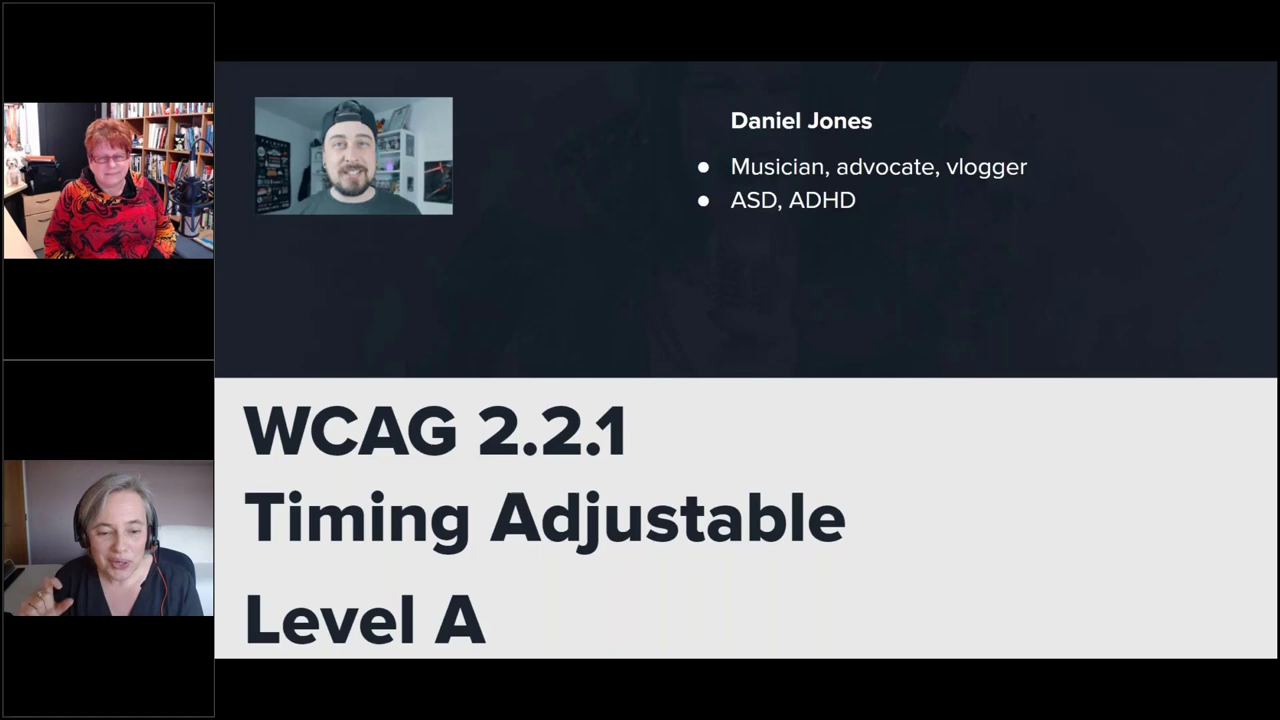 Daniel Jones
● Musician, advocate, vlogger
● ASD, ADHD
WCAG 2.2.1
Timing Adjustable
Level A